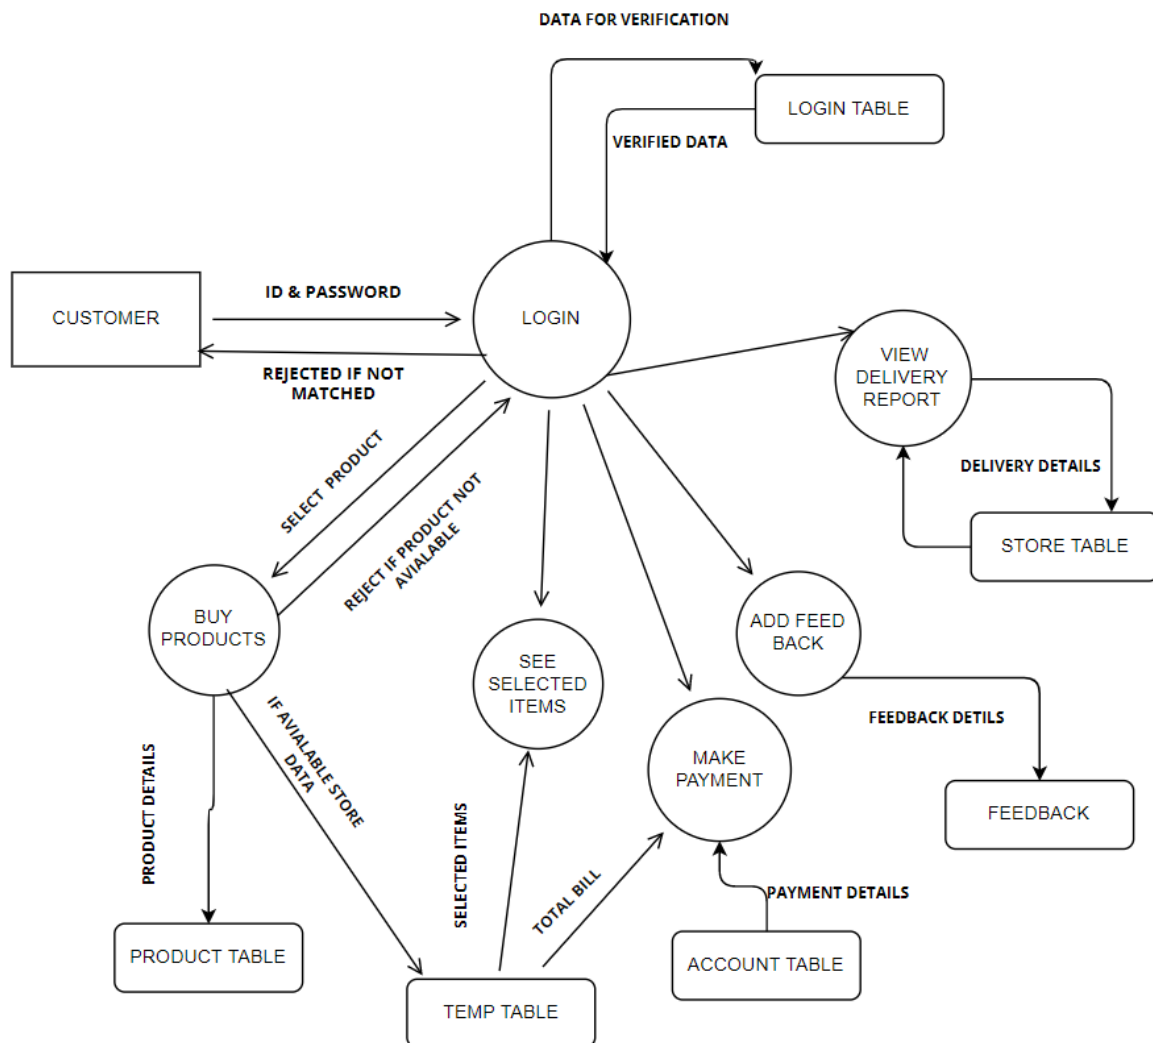 DATA FOR VERIFICATION
LOGIN TABLE
VERIFIED DATA
CUSTOMER
ID & PASSWORD
LOGIN
REJECTED IF NOT
MATCHED
VIEW
DELIVERY
REPORT
SELECT PRODUCT
REJECT IF PRODUCT NOT
AVIALABLE
DELIVERY DETAILS
STORE TABLE
BUY
PRODUCTS
ADD FEED
BACK
SEE
SELECTED
ITEMS
IF AVIALABLE STORE
DATA
FEEDBACK DETILS
MAKE
PAYMENT
PRODUCT DETAILS
FEEDBACK
SELECTED ITEMS
TOTAL BILL
PAYMENT DETAILS
PRODUCT TABLE
ACCOUNT TABLE
TEMP TABLE